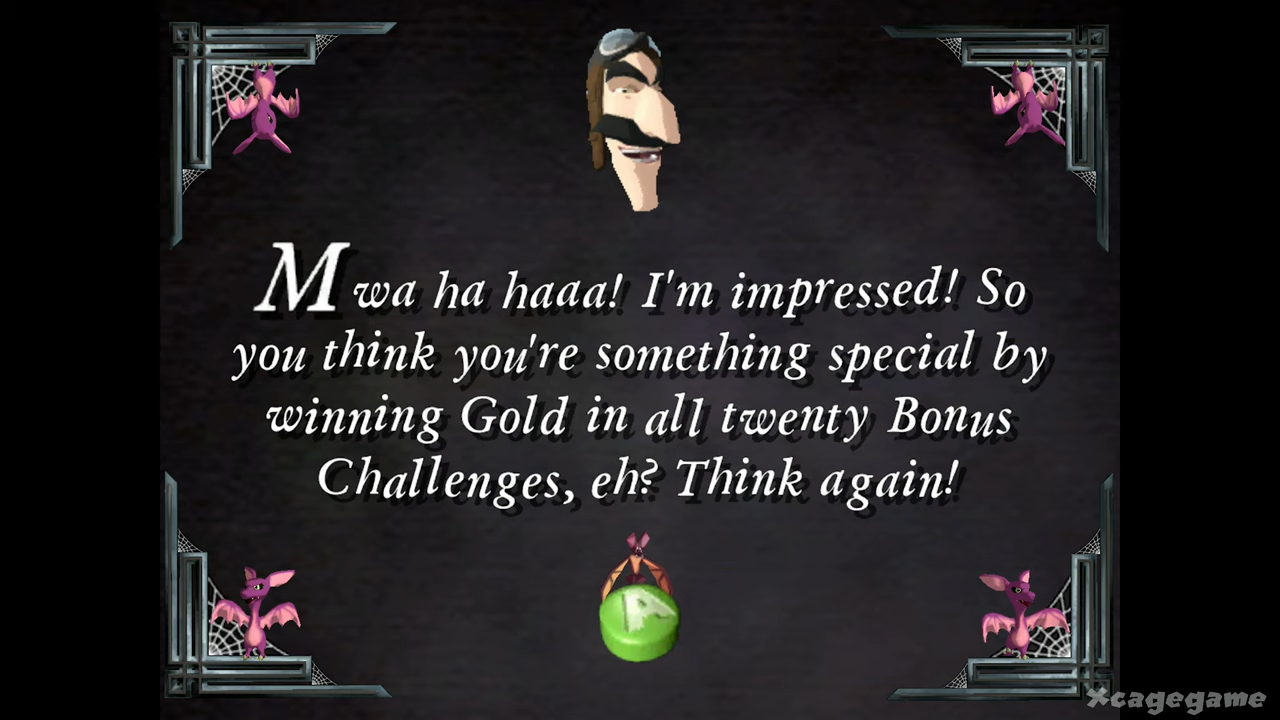 Mwa ha haaa! I'm impressed! So
you think you're something special by
winning Gold in all twenty Bonus
Challenges, eh? Think again!
A
Xcagegame